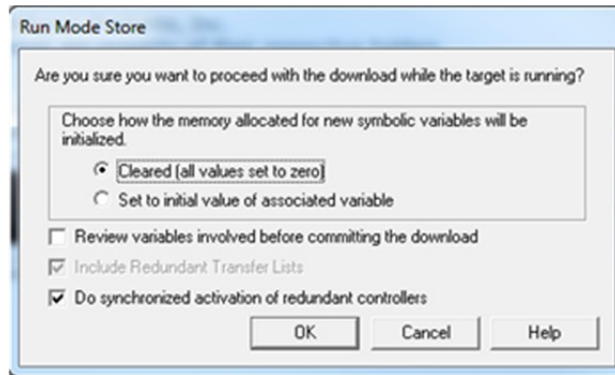 Run Mode Store
Are you sure you want to proceed with the download while the target is running?
Choose how the memory allocated for new symbolic variables will be
initialized.
Cleared (all values set to zero)
Set to initial value of associated variable
Review variables involved before committing the download
Include Redundant Transfer Lists
Do synchronized activation of redundant controllers
OK Cancel Help